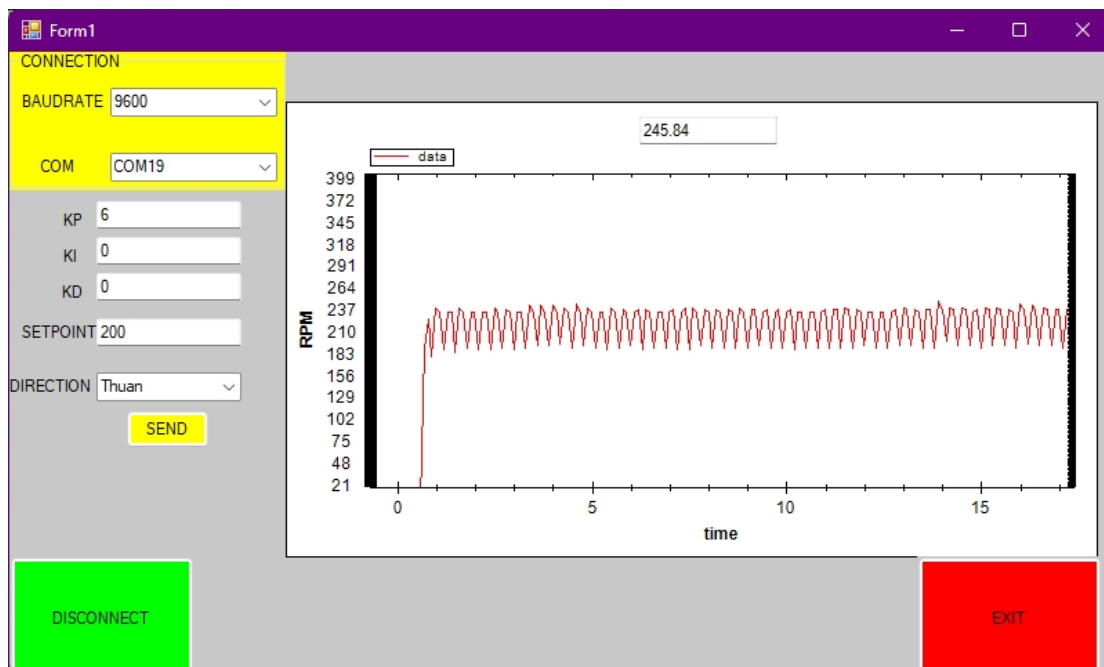 Form1
CONNECTION
BAUDRATE 9600
COM COM19
KP 6
KI 0
KD 0
SETPOINT 200
DIRECTION Thuan
SEND
DISCONNECT
245.84
data
399
372
345
318
291
264
237
210
183
156
129
102
75
48
21
RPM
0 5 10 15
time
EXIT